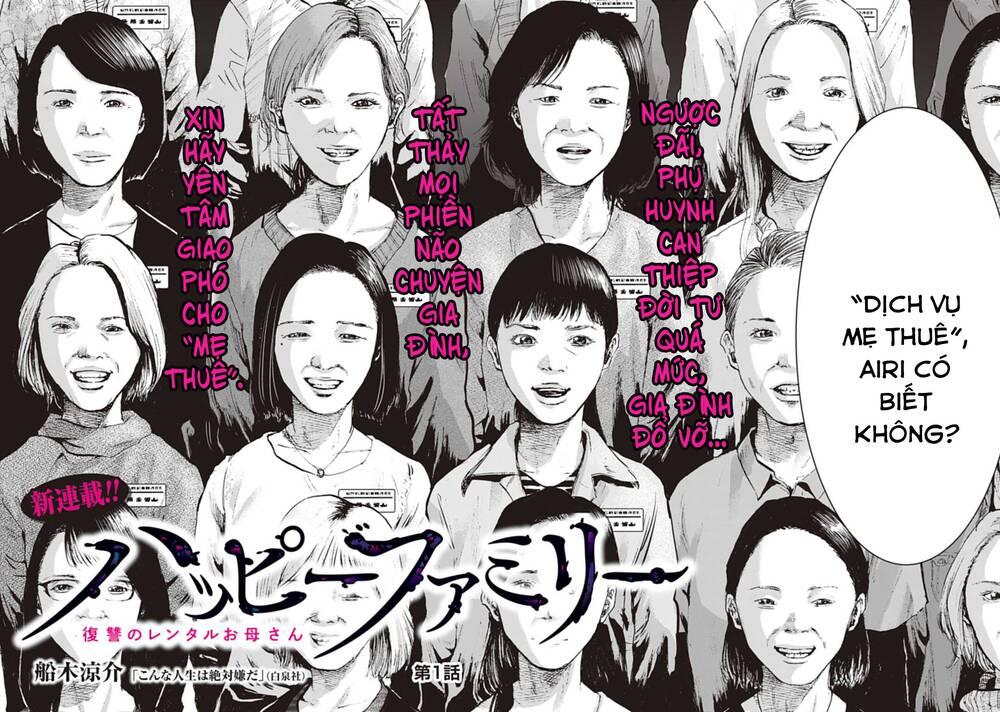 "DỊCH VỤ
MẸ THUÊ",
AIRI CÓ
BIẾT
KHÔNG?
NGƯỢC
ĐÃI,
PHỤ
HUYNH
CAN
THIỆP
ĐỜI TƯ
QUÁ
MỨC,
GIA ĐÌNH
ĐỔ VỠ...
TẤT
THẢY
MỌI
PHIỀN
NÃO
CHUYỆN
GIA
ĐÌNH,
XIN
HÃY
YÊN
TÂM
GIAO
PHÓ
CHO
"MẸ
THUÊ".
新連載!!
ハッピーファミリー
復讐のレンタルお母さん
船木涼介 「こんな人生は絶対嫌だ」(白泉社)
第1話